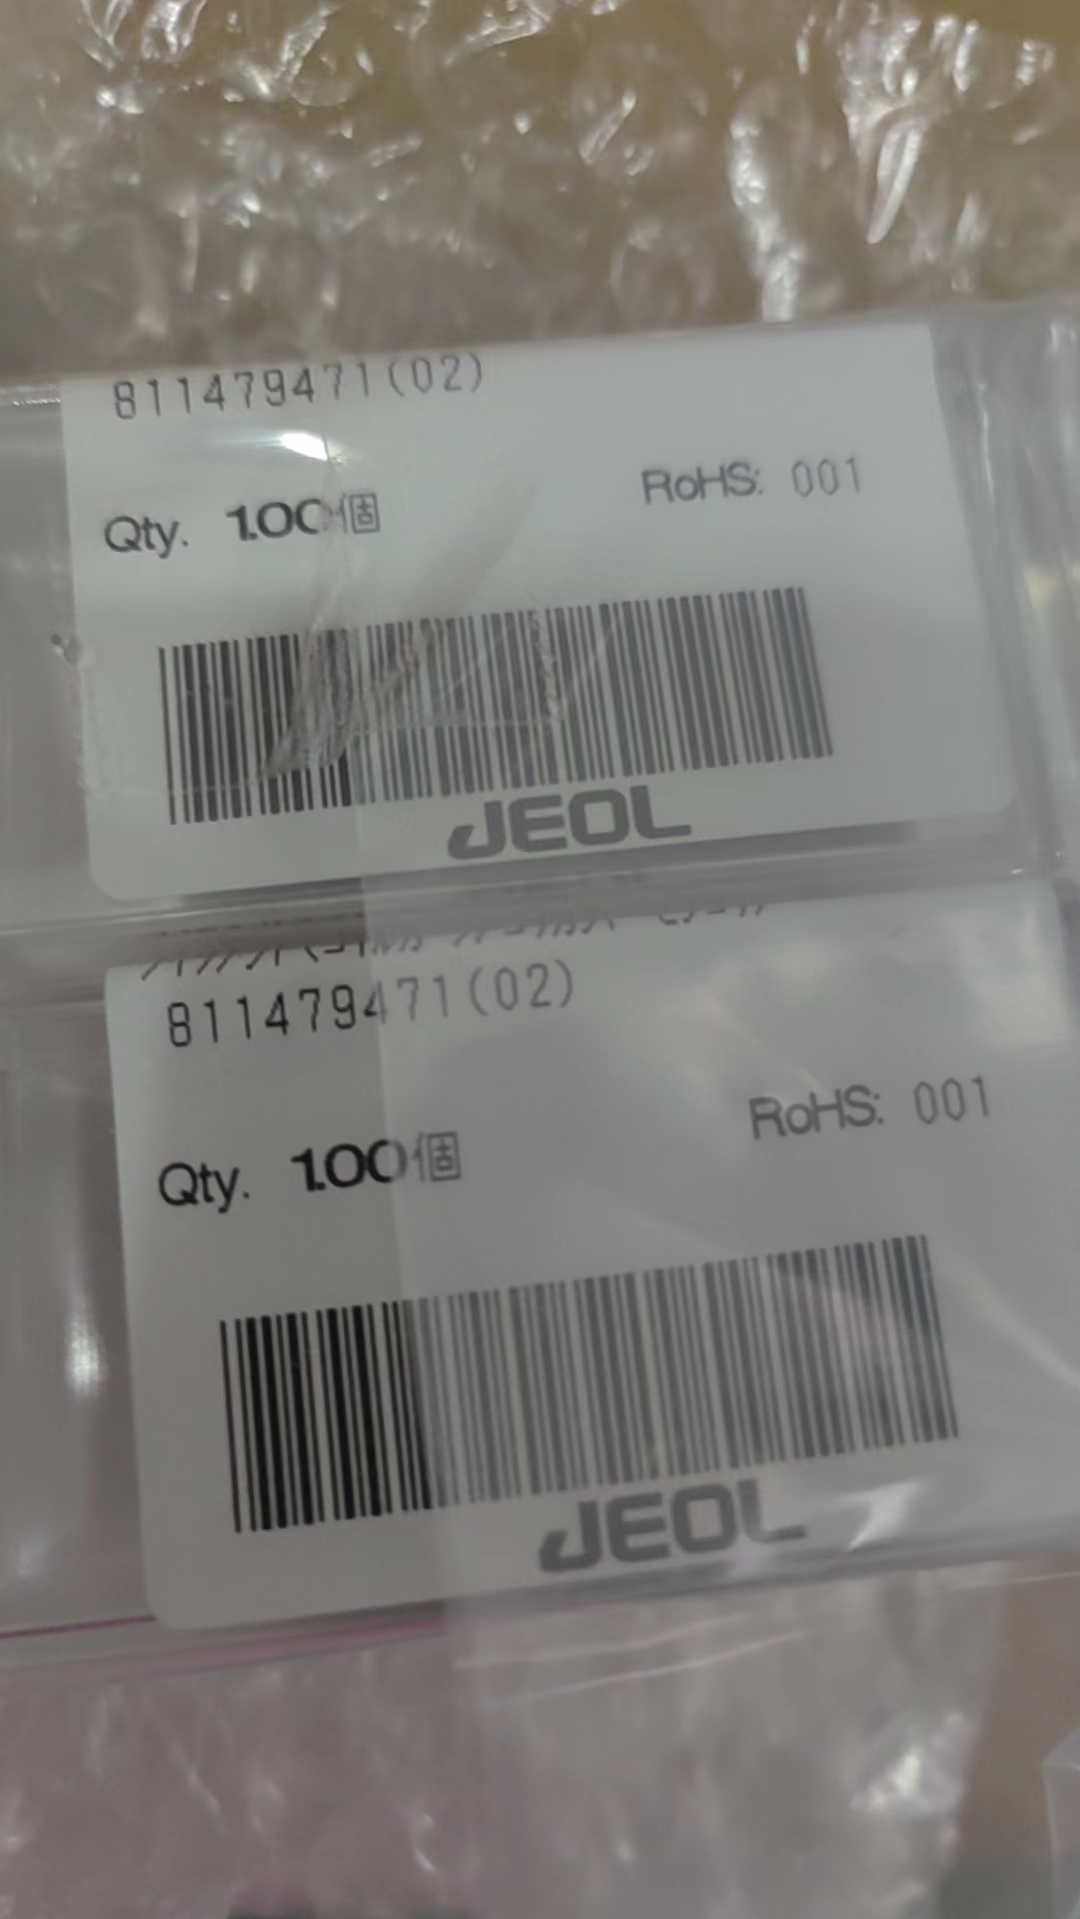 811479471(02)
Qty. 1.00個
RoHS: 001
JEOL
811479471(02)
Qty. 1.00個
RoHS: 001
JEOL